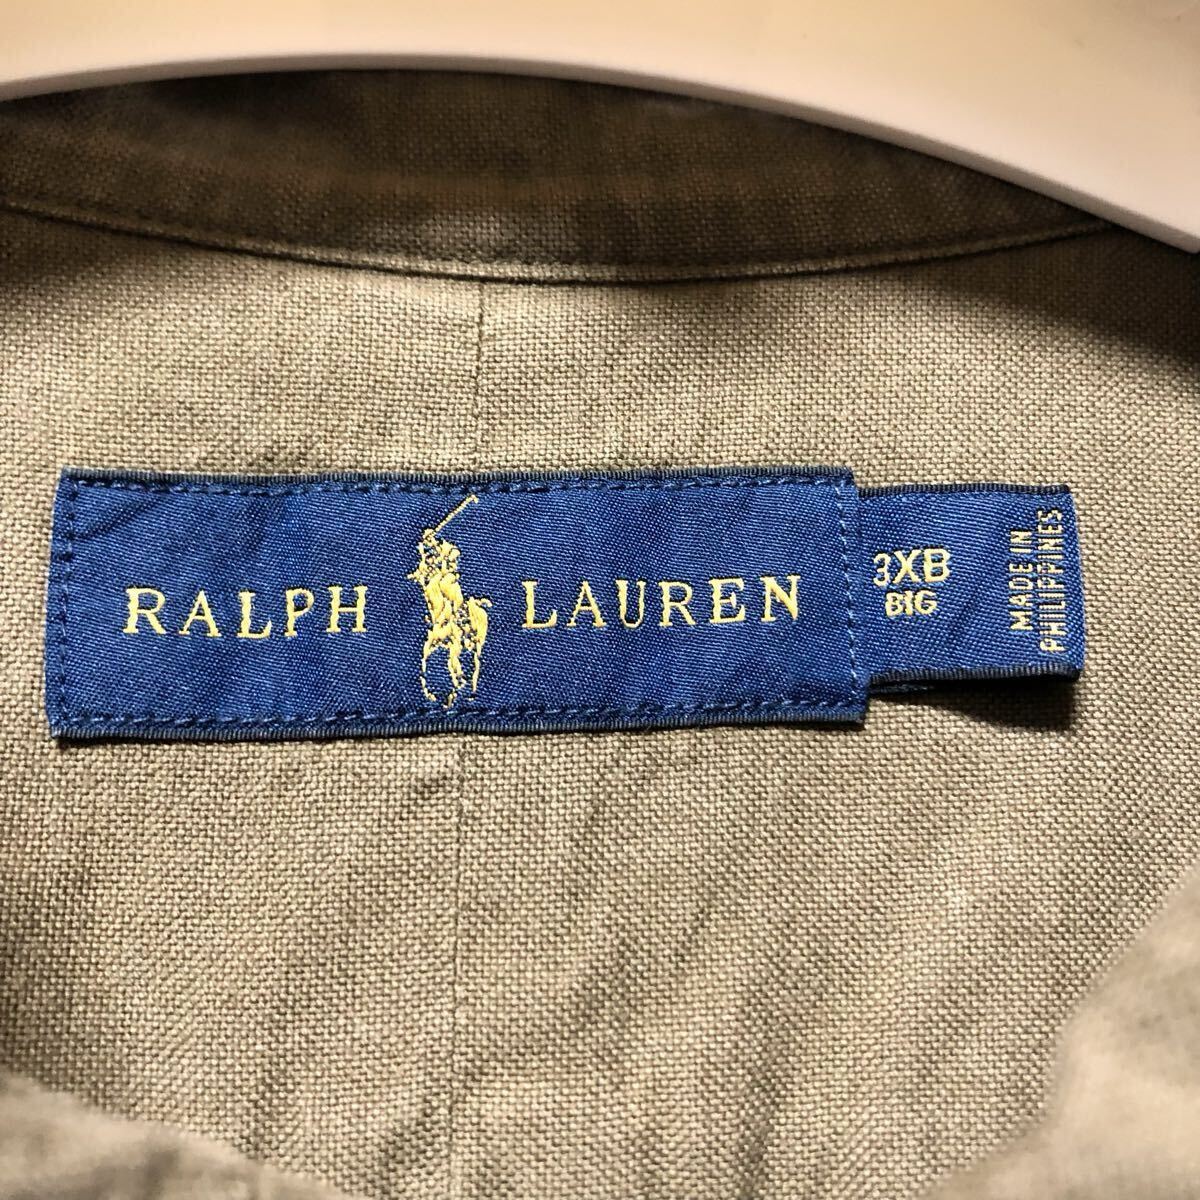 RALPH LAUREN
3XB
BIG
MADE IN
PHILIPPINES